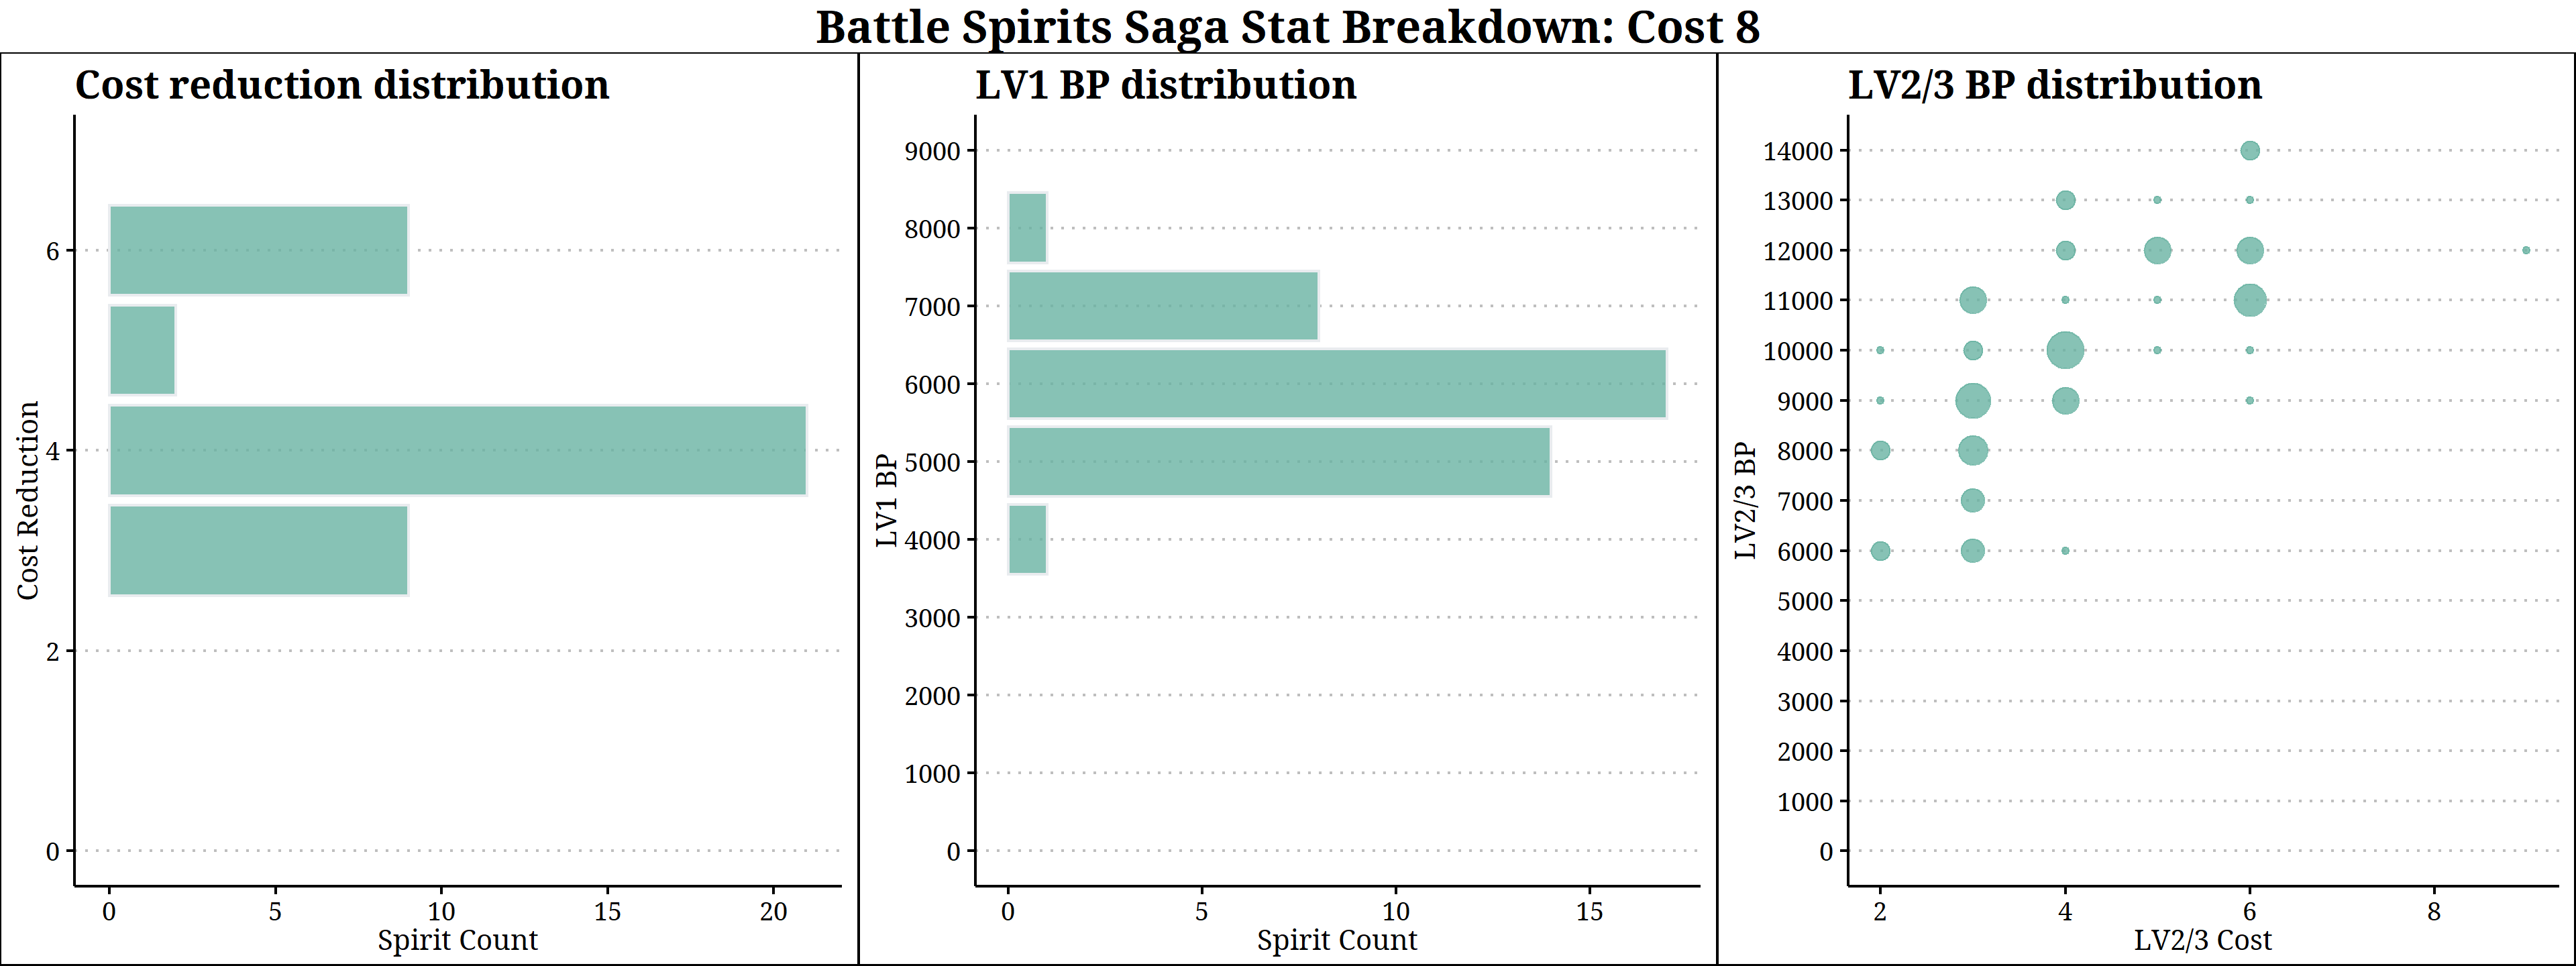 Battle Spirits Saga Stat Breakdown: Cost 8
Cost reduction distribution
Cost Reduction
6
4
2
0
0 5 10 15 20
Spirit Count
LV1 BP distribution
LV1 BP
9000
8000
7000
6000
5000
4000
3000
2000
1000
0
0 5 10 15
Spirit Count
LV2/3 BP distribution
LV2/3 BP
14000
13000
12000
11000
10000
9000
8000
7000
6000
5000
4000
3000
2000
1000
0
2 4 6 8
LV2/3 Cost